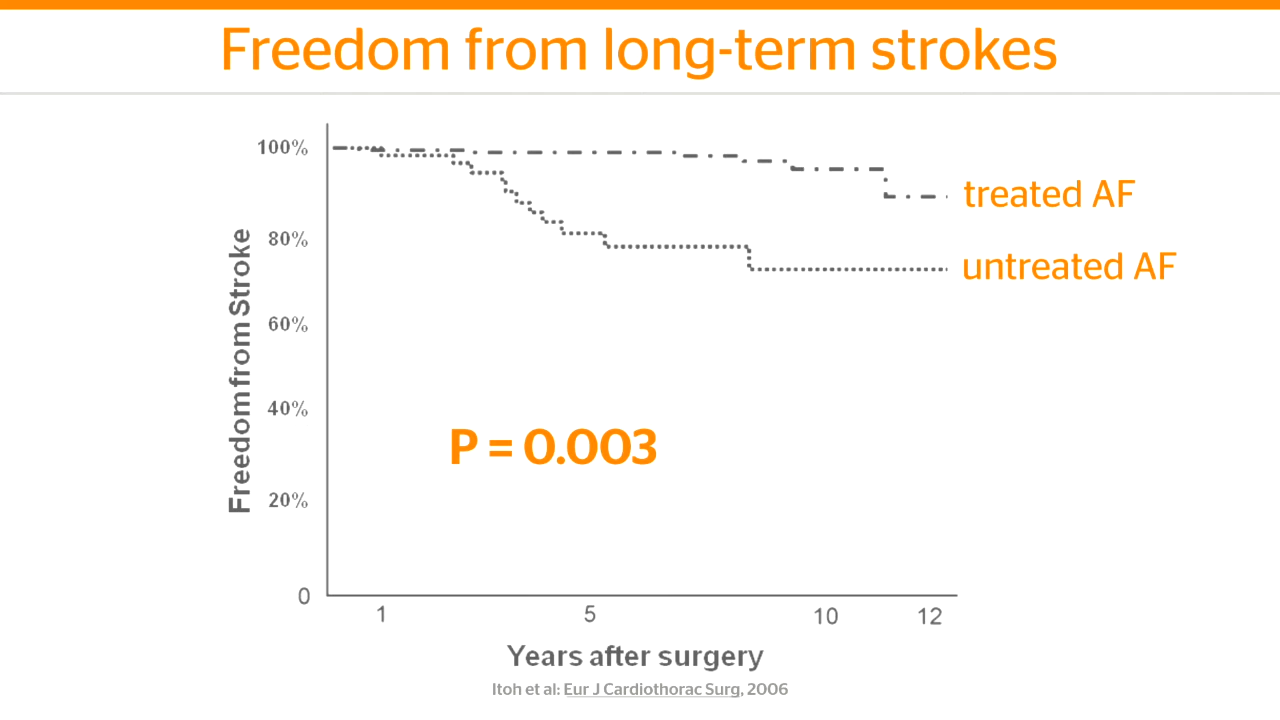 Freedom from long-term strokes
100%
80%
60%
40%
20%
0
Freedom from Stroke
treated AF
untreated AF
P = 0.003
1 5 10 12
Years after surgery
Itoh et al: Eur J Cardiothorac Surg, 2006